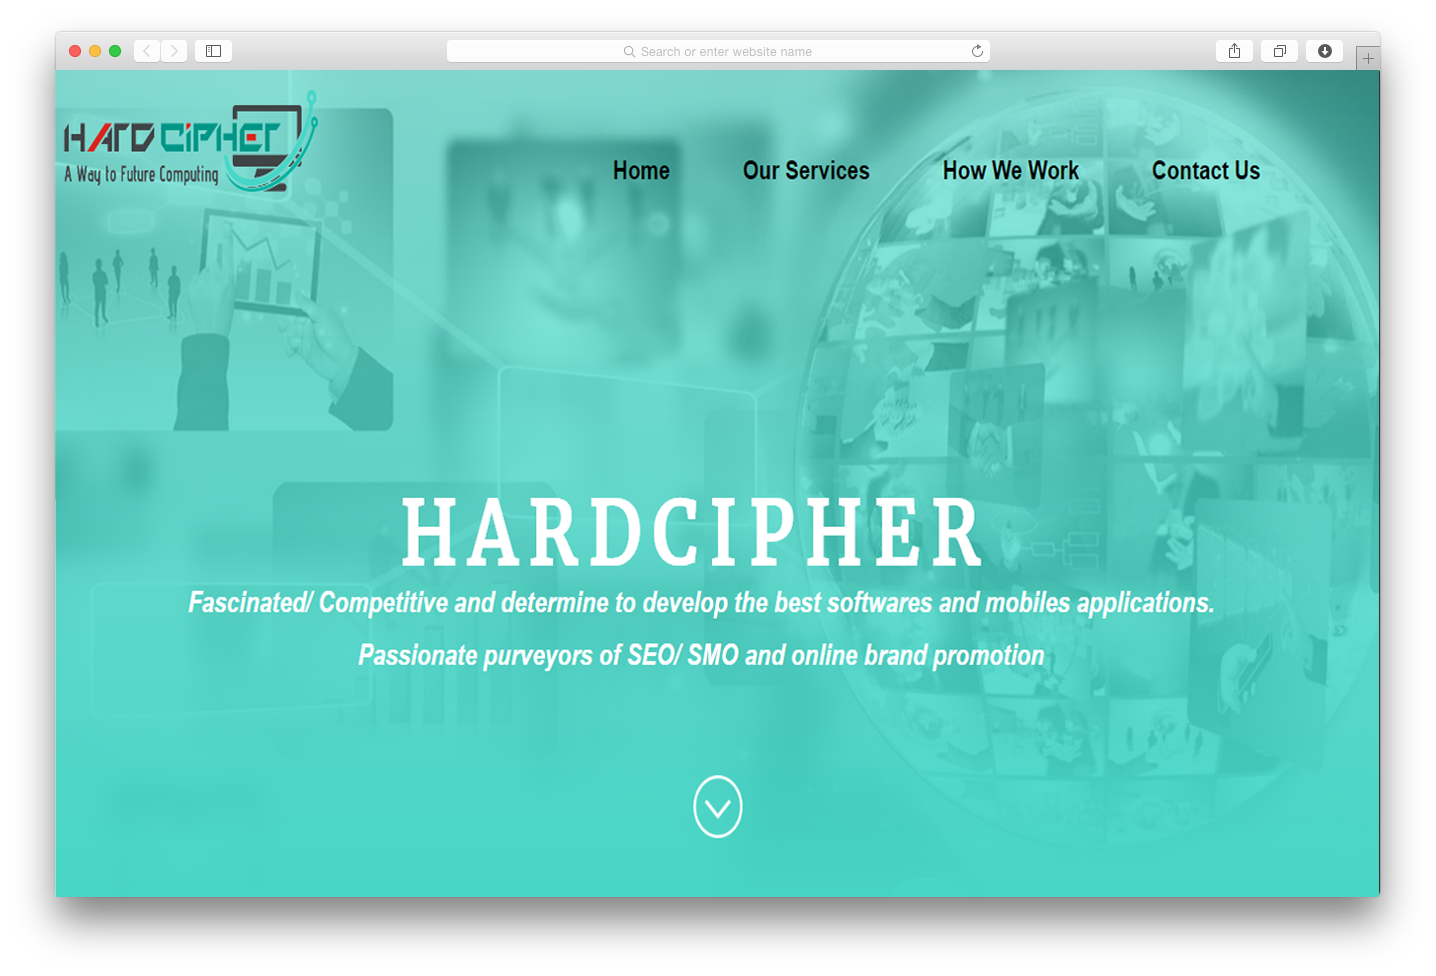 Search or enter website name
HARD CIPHER
A Way to Future Computing
Home Our Services How We Work Contact Us
HARDCIPHER
Fascinated/ Competitive and determine to develop the best softwares and mobiles applications.
Passionate purveyors of SEO/ SMO and online brand promotion